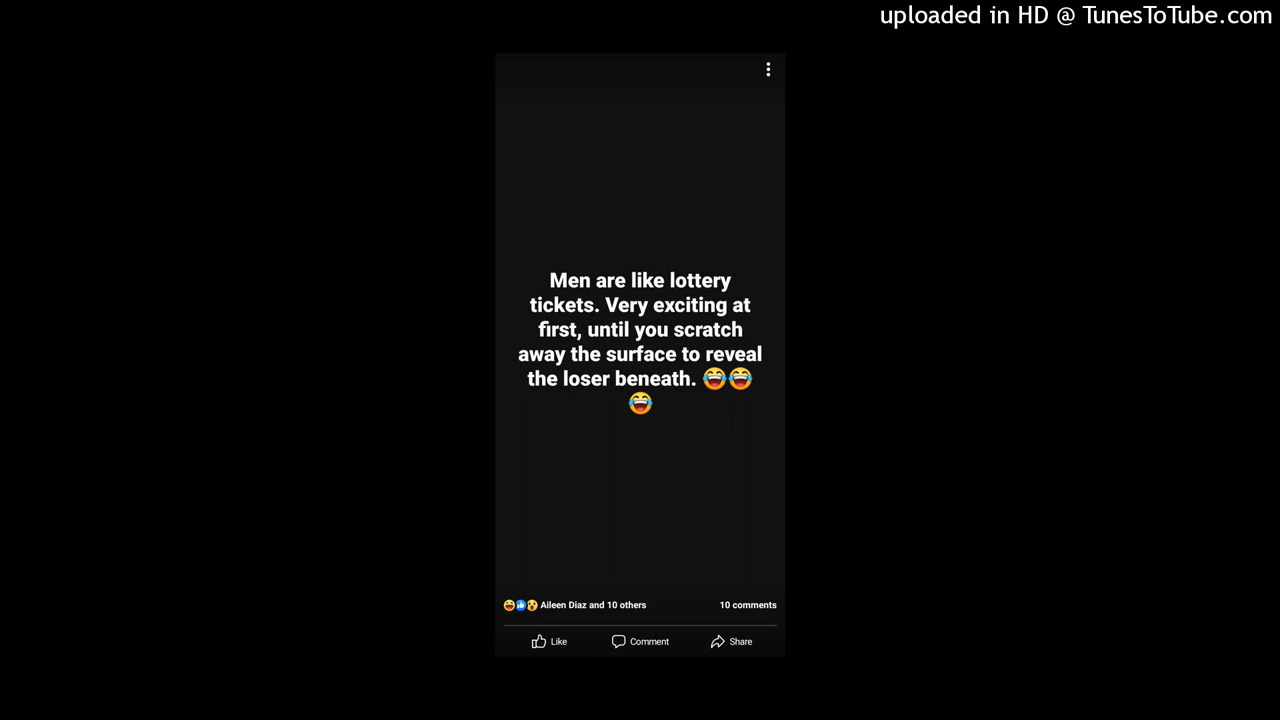 uploaded in HD @ TunesToTube.com
Men are like lottery
tickets. Very exciting at
first, until you scratch
away the surface to reveal
the loser beneath. 😂😂
😂
Aileen Diaz and 10 others 10 comments
Like Comment Share